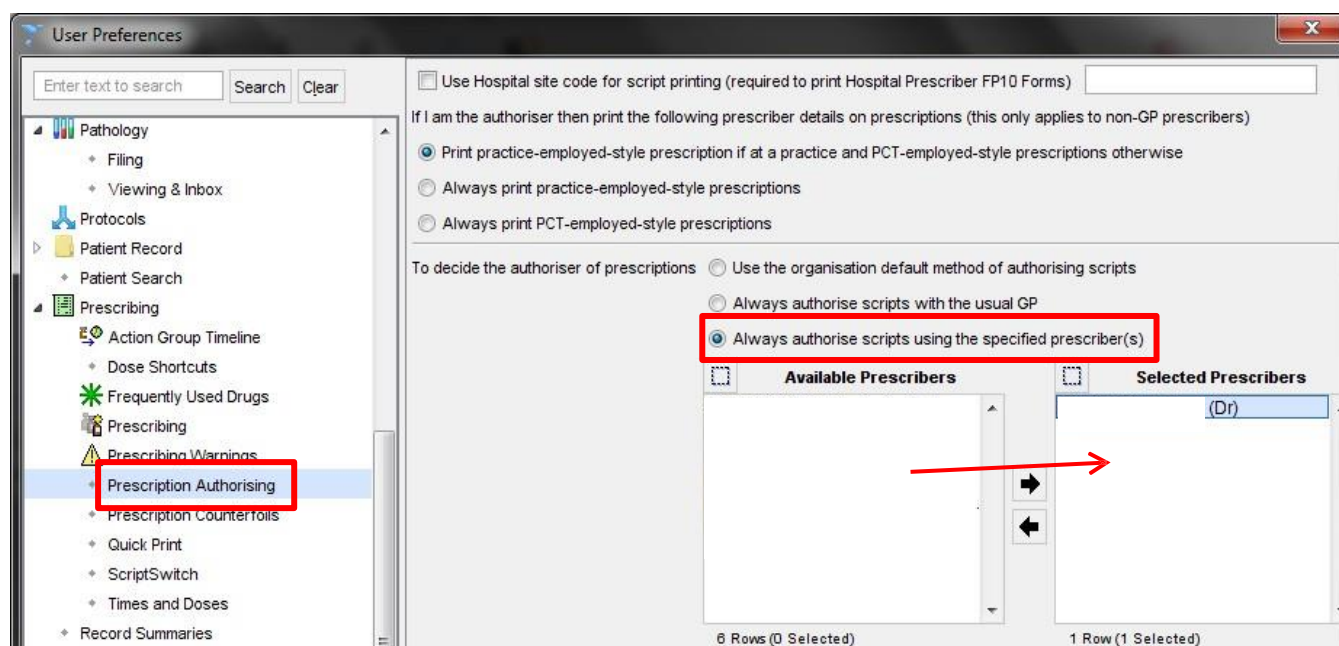 User Preferences
Enter text to search
Search
Clear
Pathology
Filing
Viewing & Inbox
Protocols
Patient Record
Patient Search
Prescribing
Action Group Timeline
Dose Shortcuts
Frequently Used Drugs
Prescribing
Prescribing Warnings
Prescription Authorising
Prescription Counterfoils
Quick Print
ScriptSwitch
Times and Doses
Record Summaries
Use Hospital site code for script printing (required to print Hospital Prescriber FP10 Forms)
If I am the authoriser then print the following prescriber details on prescriptions (this only applies to non-GP prescribers)
Print practice-employed-style prescription if at a practice and PCT-employed-style prescriptions otherwise
Always print practice-employed-style prescriptions
Always print PCT-employed-style prescriptions
To decide the authoriser of prescriptions
Use the organisation default method of authorising scripts
Always authorise scripts with the usual GP
Always authorise scripts using the specified prescriber(s)
Available Prescribers
Selected Prescribers
(Dr)
6 Rows (0 Selected)
1 Row (1 Selected)